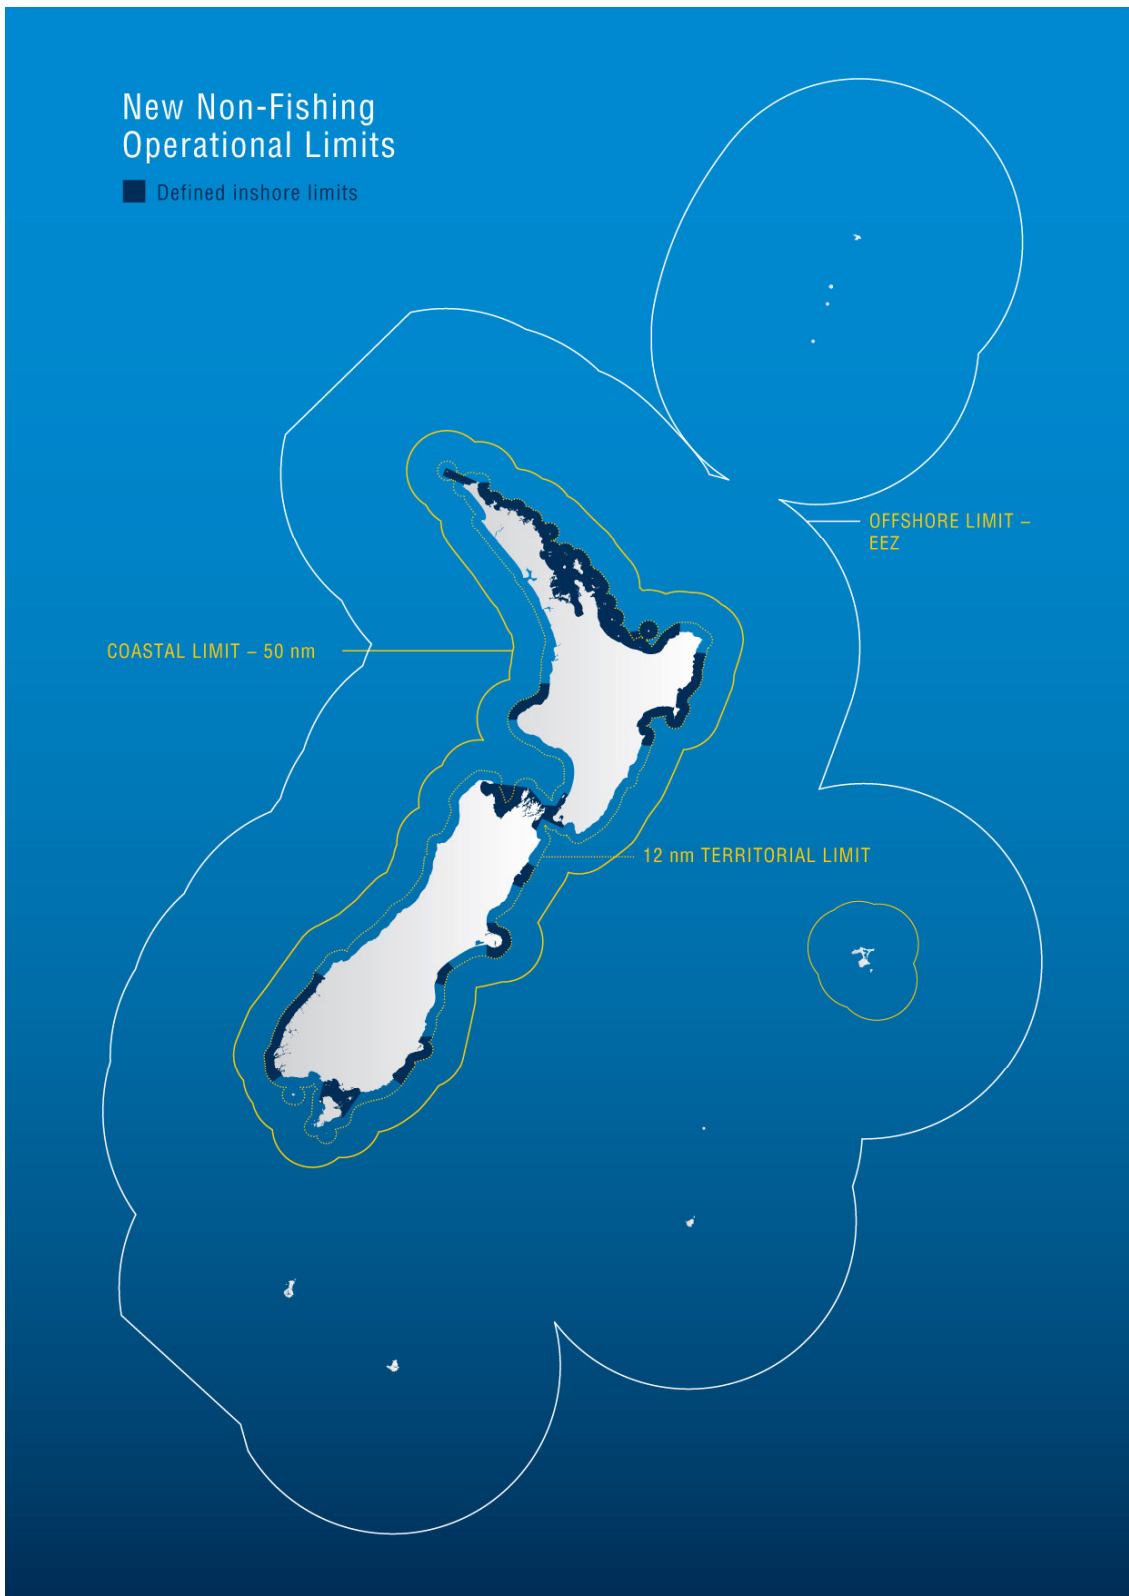 New Non-Fishing
Operational Limits
Defined inshore limits
OFFSHORE LIMIT –
EEZ
COASTAL LIMIT – 50 nm
12 nm TERRITORIAL LIMIT